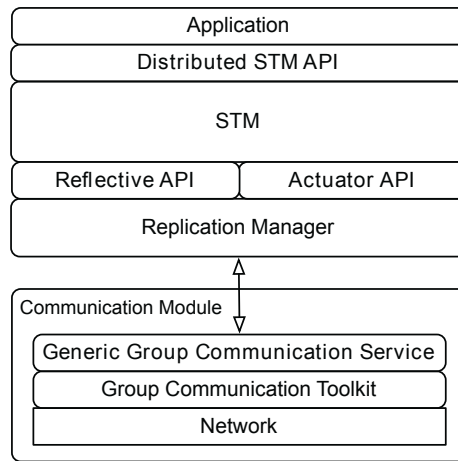 Application
Distributed STM API
STM
Reflective API
Actuator API
Replication Manager
Communication Module
Generic Group Communication Service
Group Communication Toolkit
Network